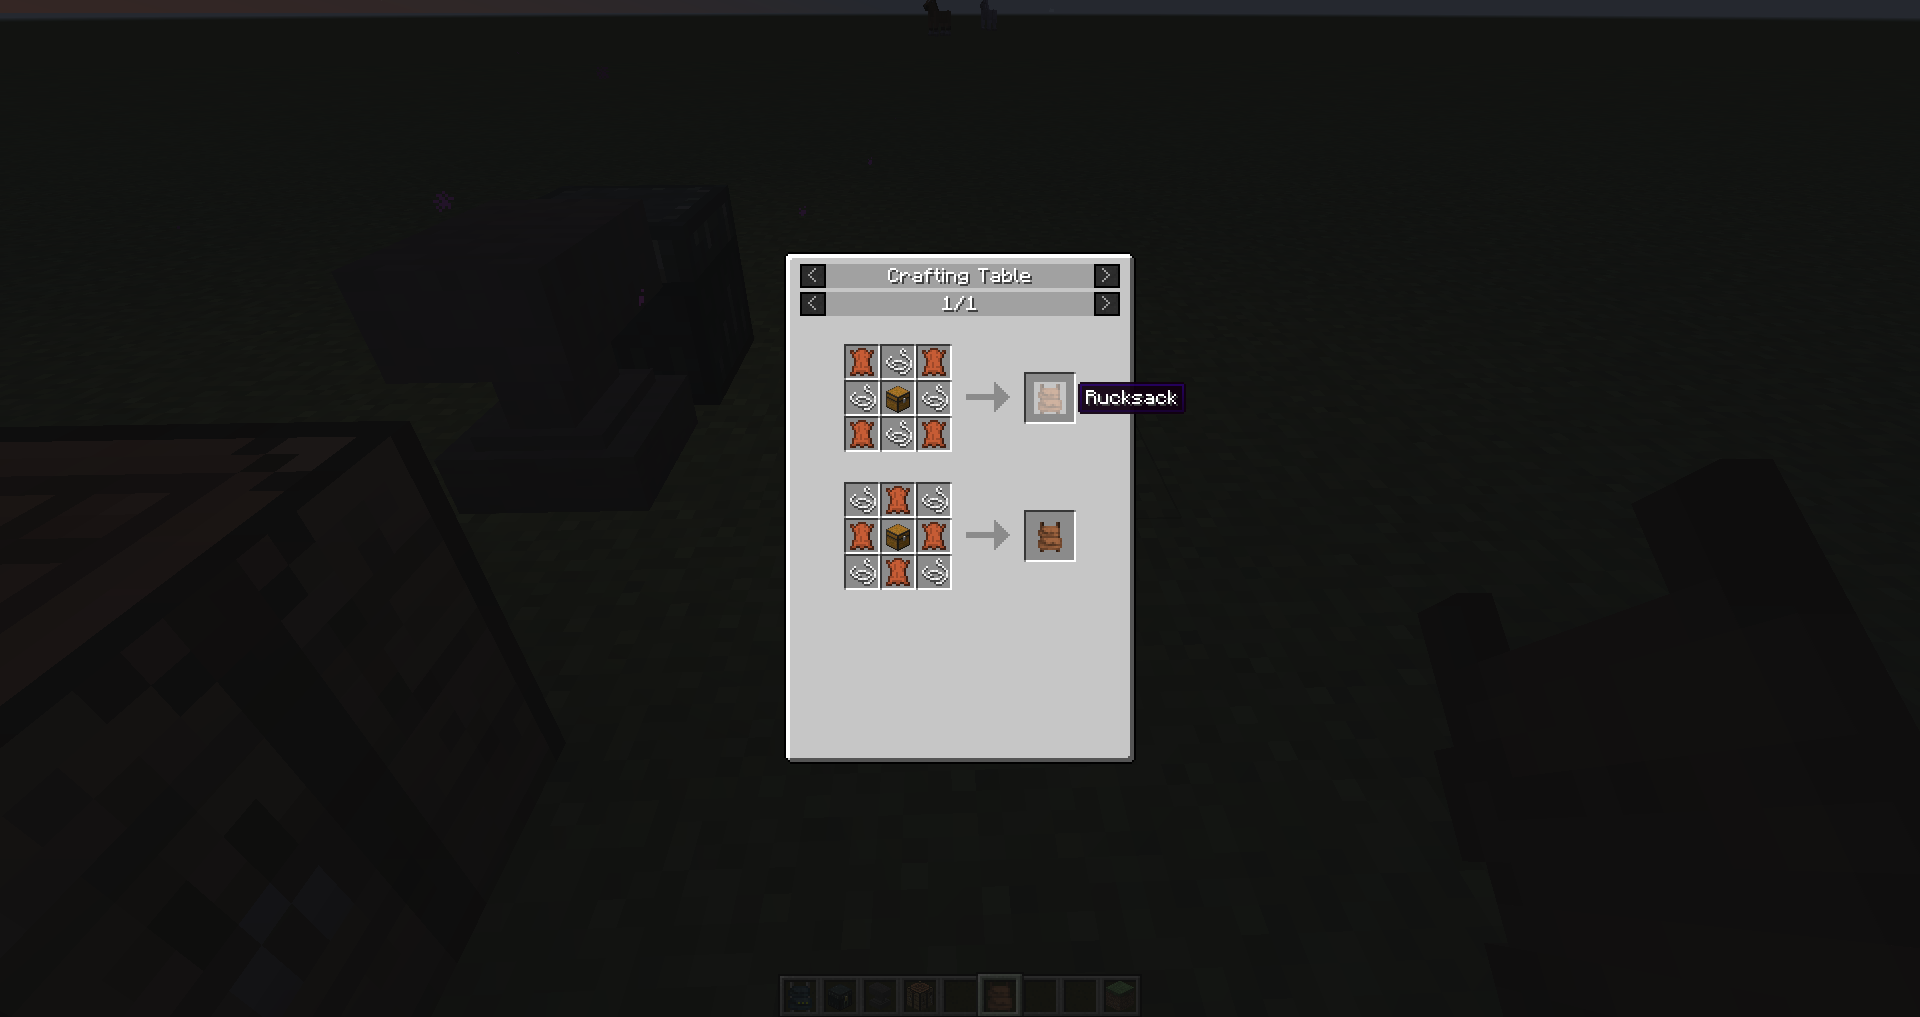 < Crafting Table >
< 1/1 >
Rucksack